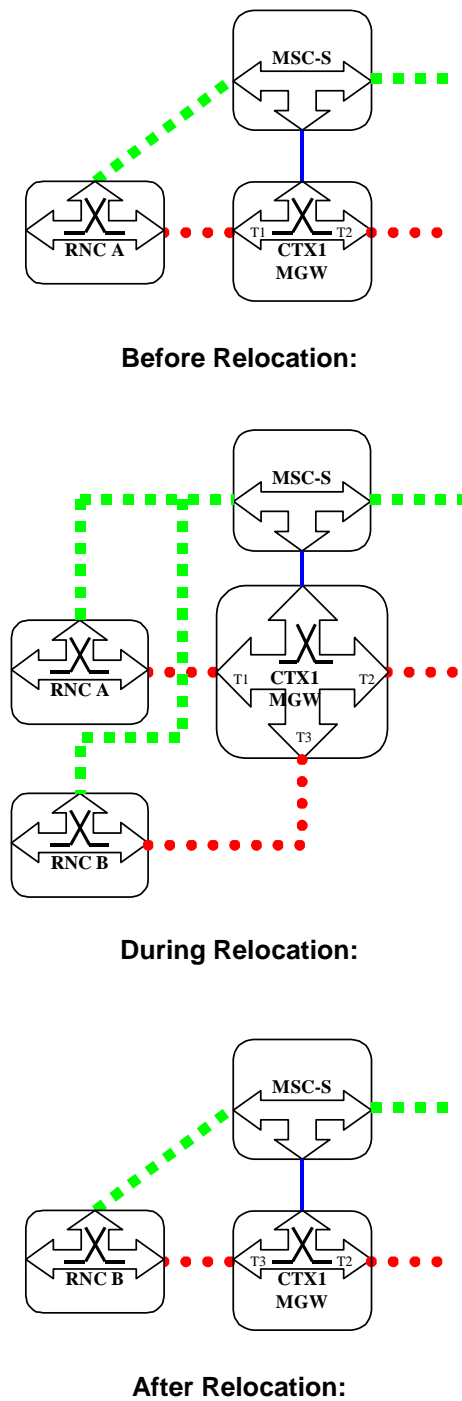 MSC-S
RNC A
T1
T2
CTX1
MGW
Before Relocation:
MSC-S
RNC A
T1
CTX1
T2
MGW
T3
RNC B
During Relocation:
MSC-S
RNC B
T3
T2
CTX1
MGW
After Relocation: